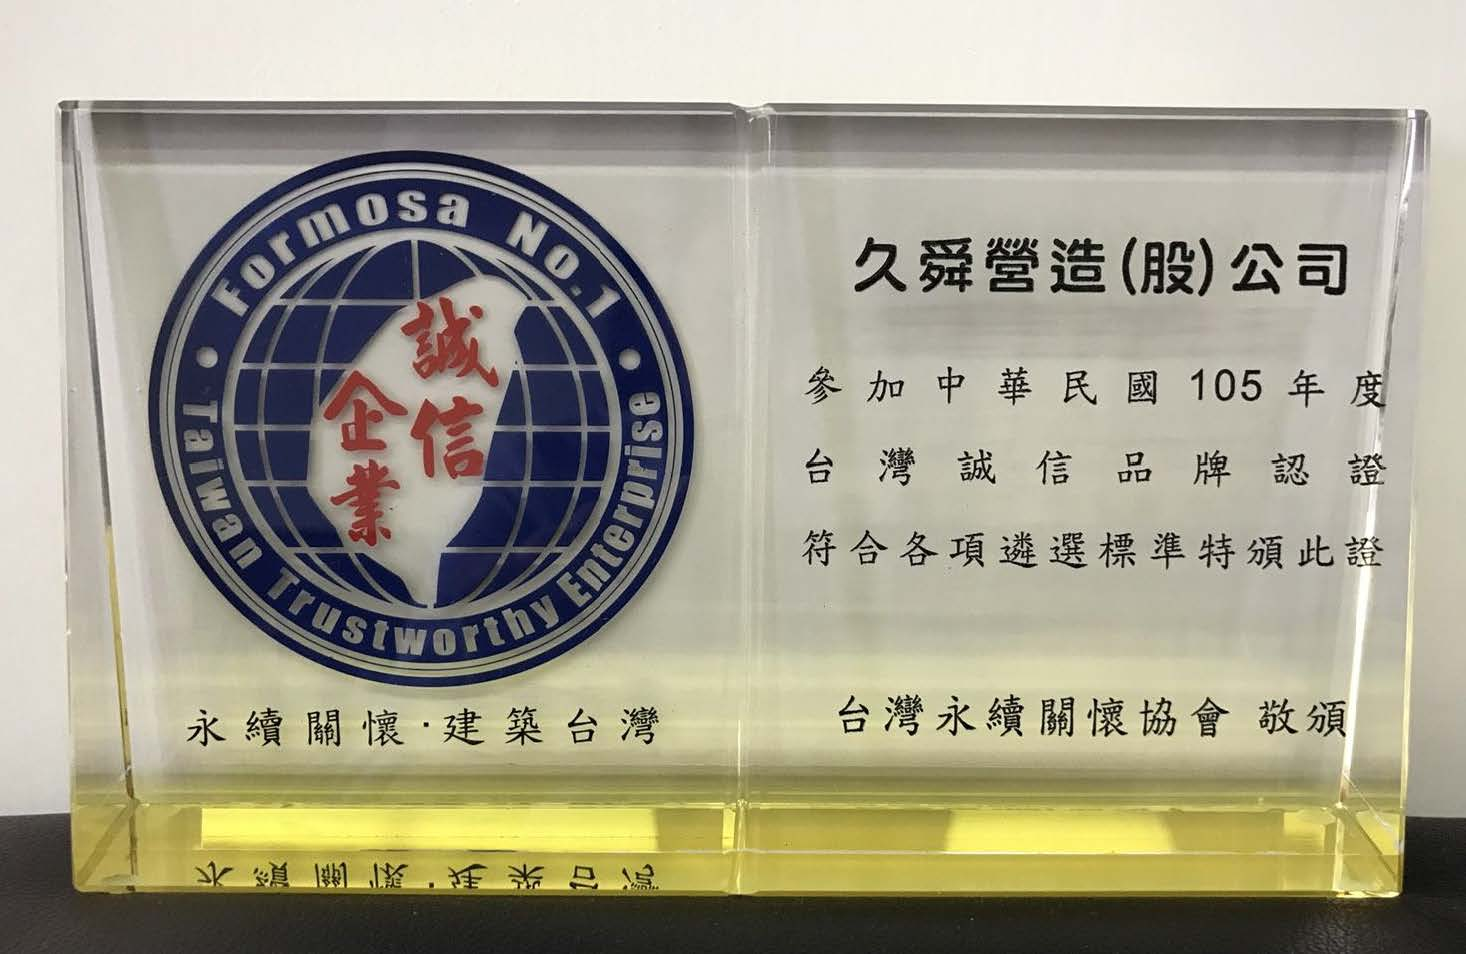 Formosa No.1
誠信
企業
Taiwan Trustworthy Enterprise
永續關懷·建築台灣
久舜營造(股)公司
參加中華民國105年度
台灣誠信品牌認證
符合各項遴選標準特頒此證
台灣永續關懷協會 敬頒